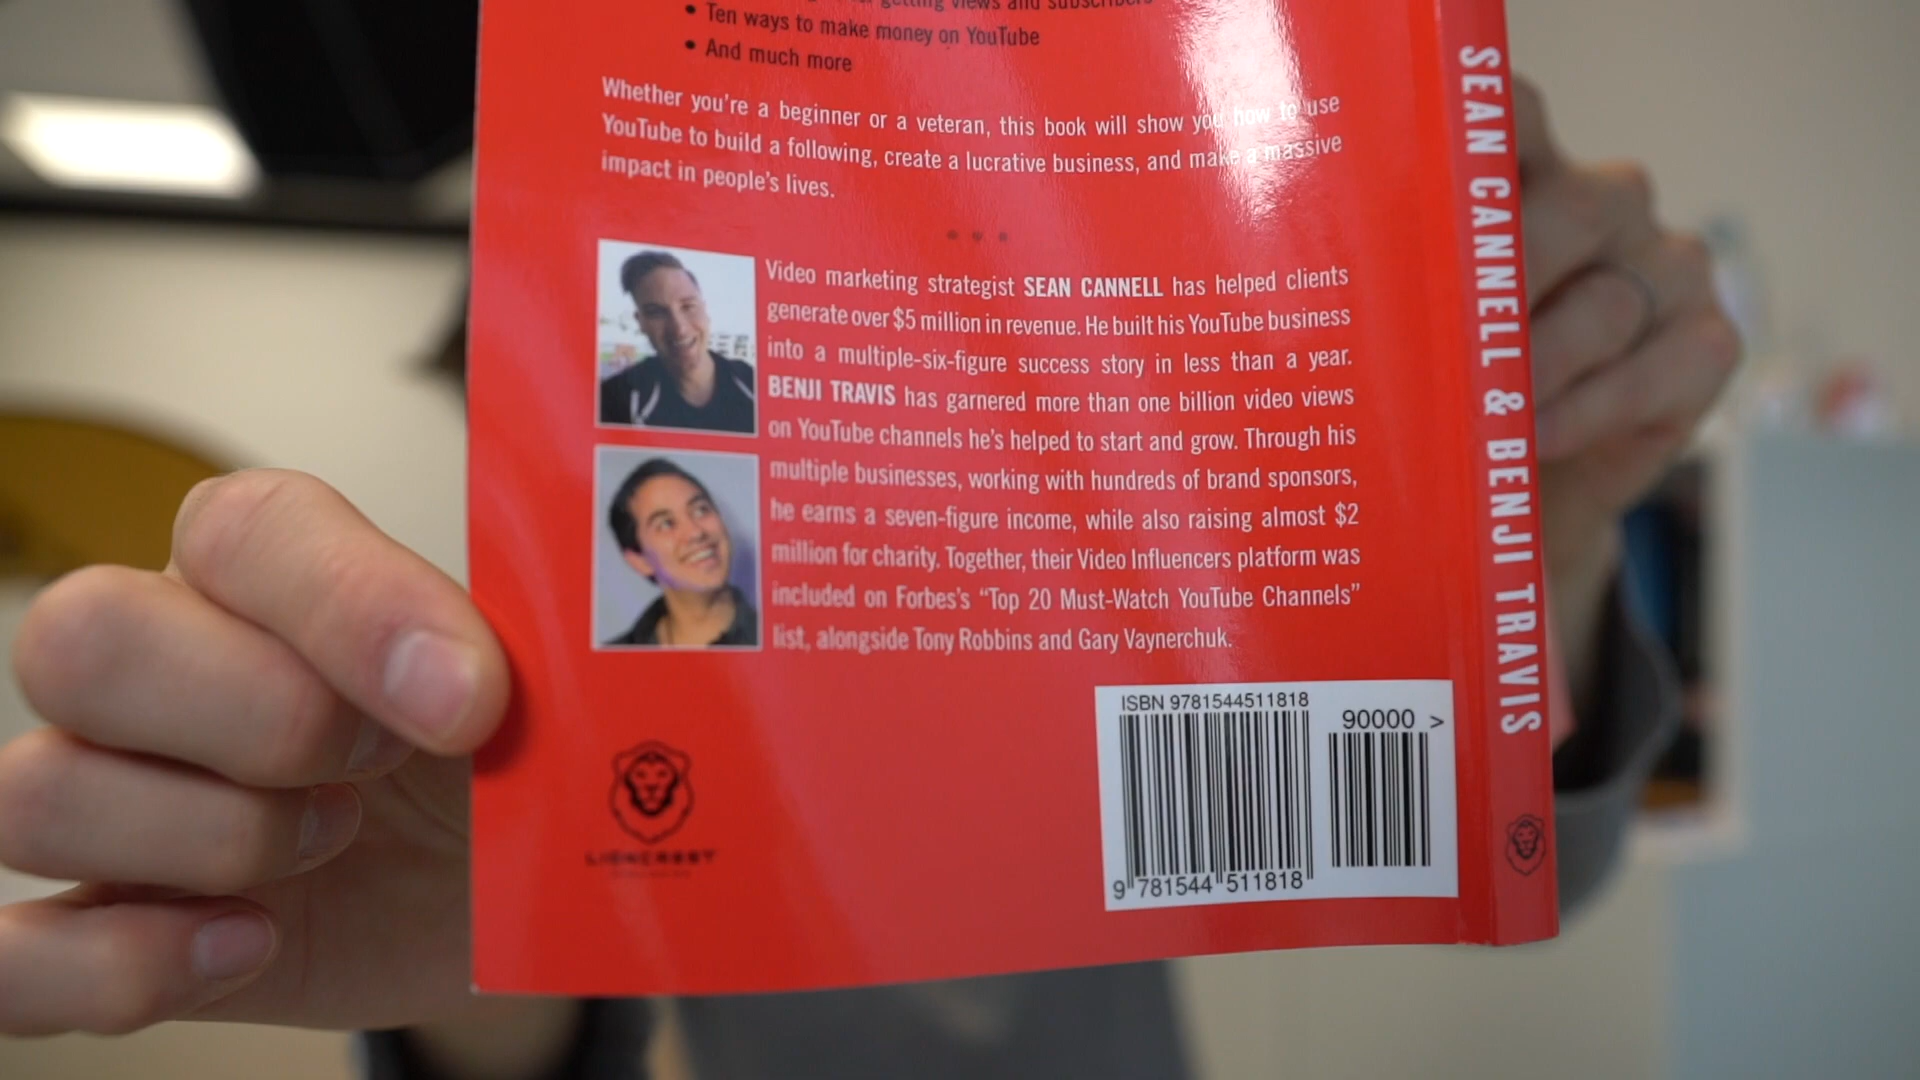 getting views and subscribers
• Ten ways to make money on YouTube
• And much more
Whether you're a beginner or a veteran, this book will show you how to use
YouTube to build a following, create a lucrative business, and make a massive
impact in people's lives.
Video marketing strategist SEAN CANNELL has helped clients
generate over $5 million in revenue. He built his YouTube business
into a multiple-six-figure success story in less than a year.
BENJI TRAVIS has garnered more than one billion video views
on YouTube channels he's helped to start and grow. Through his
multiple businesses, working with hundreds of brand sponsors,
he earns a seven-figure income, while also raising almost $2
million for charity. Together, their Video Influencers platform was
included on Forbes's “Top 20 Must-Watch YouTube Channels”
list, alongside Tony Robbins and Gary Vaynerchuk.
ISBN 9781544511818
90000 >
9 781544 511818
LIONCREST
SEAN CANNELL & BENJI TRAVIS